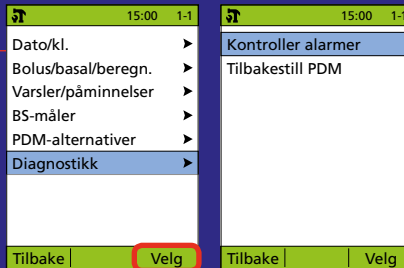 15:00 1-1
Dato/kl.
Bolus/basal/beregn.
Varsler/påminnelser
BS-måler
PDM-alternativer
Diagnostikk
Tilbake Velg
15:00 1-1
Kontroller alarmer
Tilbakestill PDM
Tilbake Velg